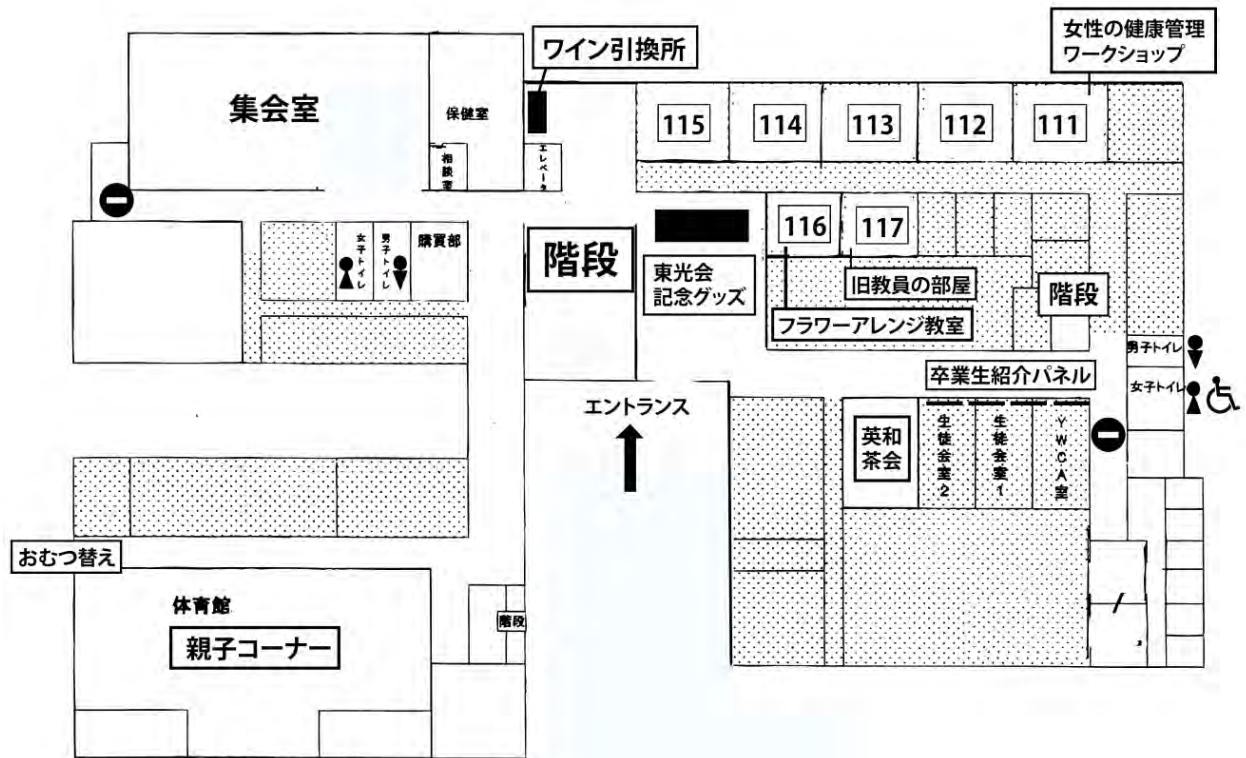 女性の健康管理
ワークショップ
ワイン引換所
集会室
保健室
相談室
エレベータ
115
114
113
112
111
116
117
女子トイレ
男子トイレ
購買部
階段
東光会
記念グッズ
旧教員の部屋
フラワーアレンジ教室
階段
男子トイレ
女子トイレ
卒業生紹介パネル
エントランス
英和
茶会
生徒会室2
生徒会室1
YWCA室
おむつ替え
体育館
親子コーナー
階段